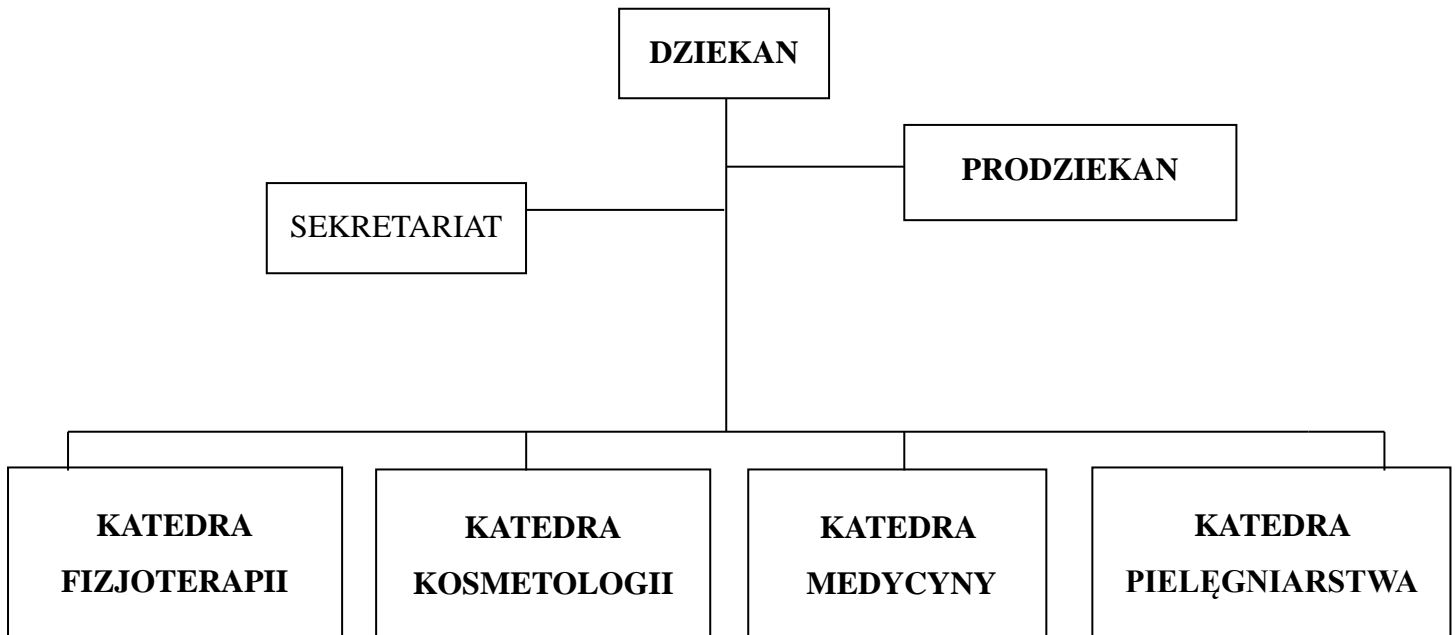 DZIEKAN
PRODZIEKAN
SEKRETARIAT
KATEDRA
FIZJOTERAPII
KATEDRA
KOSMETOLOGII
KATEDRA
MEDYCYNY
KATEDRA
PIELĘGNIARSTWA